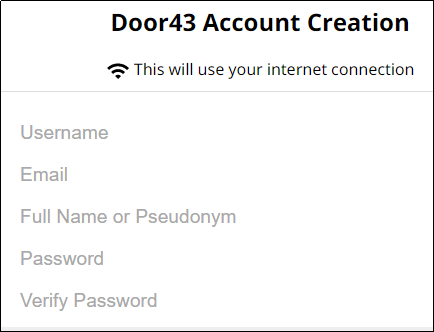 Door43 Account Creation
This will use your internet connection
Username
Email
Full Name or Pseudonym
Password
Verify Password